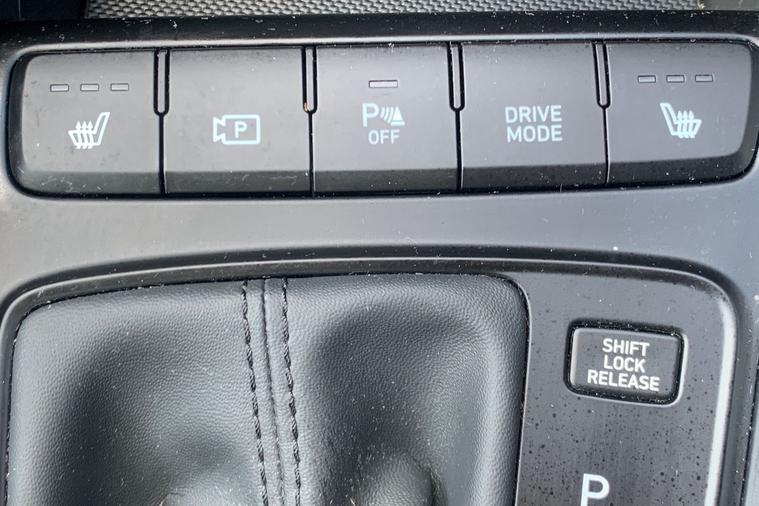 P
P
OFF
DRIVE
MODE
SHIFT
LOCK
RELEASE
P